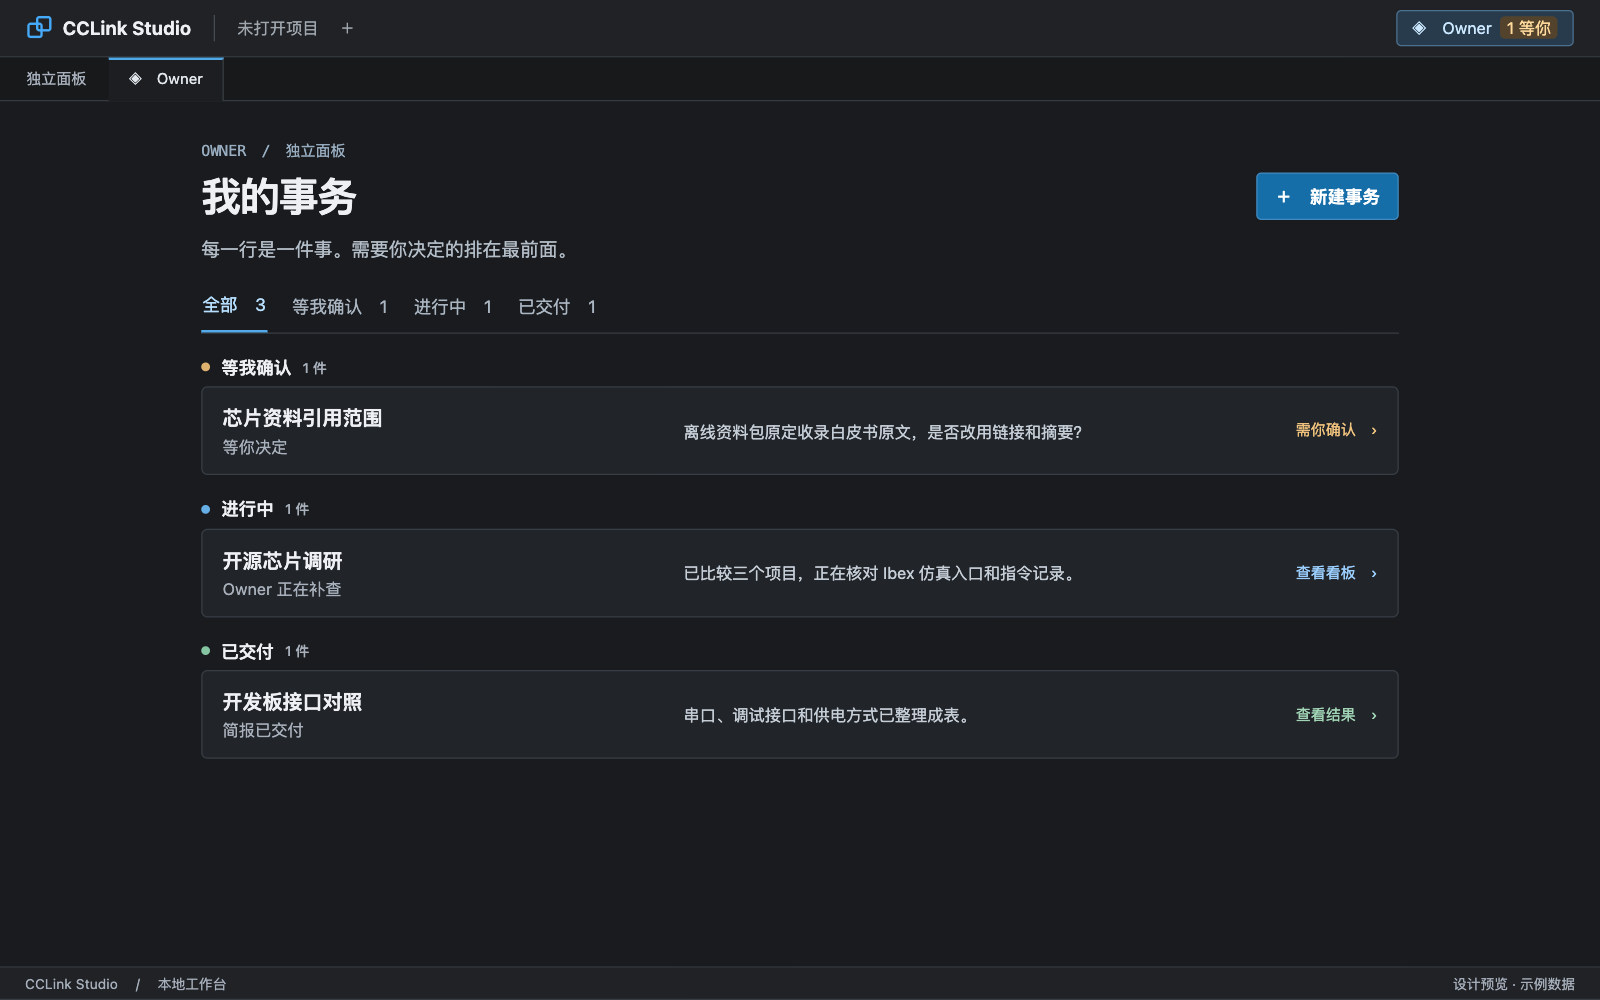 CCLink Studio 未打开项目 + ◈ Owner 1 等你
独立面板 ◈ Owner
OWNER / 独立面板
我的事务
+ 新建事务
每一行是一件事。需要你决定的排在最前面。
全部 3 等我确认 1 进行中 1 已交付 1
等我确认 1 件
芯片资料引用范围
等你决定
离线资料包原定收录白皮书原文，是否改用链接和摘要？
需你确认 ›
进行中 1 件
开源芯片调研
Owner 正在补查
已比较三个项目，正在核对 Ibex 仿真入口和指令记录。
查看看板 ›
已交付 1 件
开发板接口对照
简报已交付
串口、调试接口和供电方式已整理成表。
查看结果 ›
CCLink Studio / 本地工作台
设计预览 · 示例数据